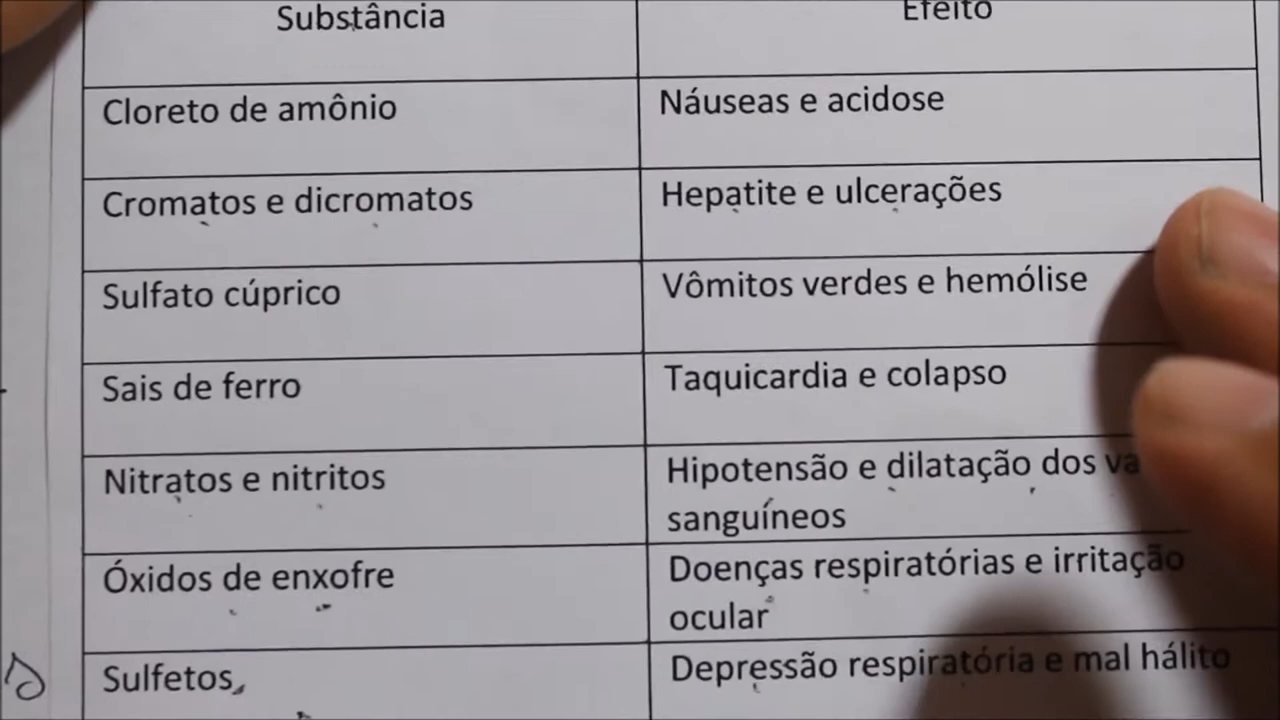 Substância Efeito
Cloreto de amônio Náuseas e acidose
Cromatos e dicromatos Hepatite e ulcerações
Sulfato cúprico Vômitos verdes e hemólise
Sais de ferro Taquicardia e colapso
Nitratos e nitritos Hipotensão e dilatação dos
sanguíneos
Óxidos de enxofre Doenças respiratórias e irritação
ocular
Sulfetos Depressão respiratória e mal hálito